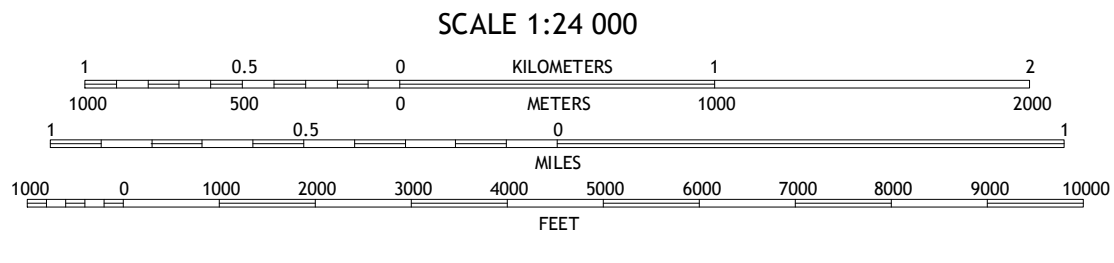 SCALE 1:24 000
1 0.5 0 KILOMETERS 1 2
1000 500 0 METERS 1000 2000
1 0.5 0 1
MILES
1000 0 1000 2000 3000 4000 5000 6000 7000 8000 9000 10000
FEET